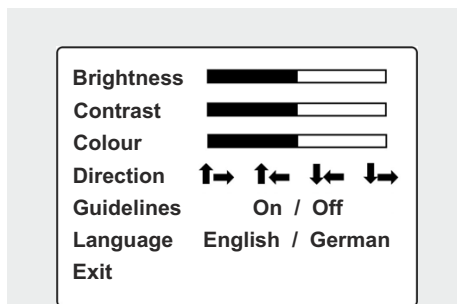 Brightness
Contrast
Colour
Direction
Guidelines On / Off
Language English / German
Exit